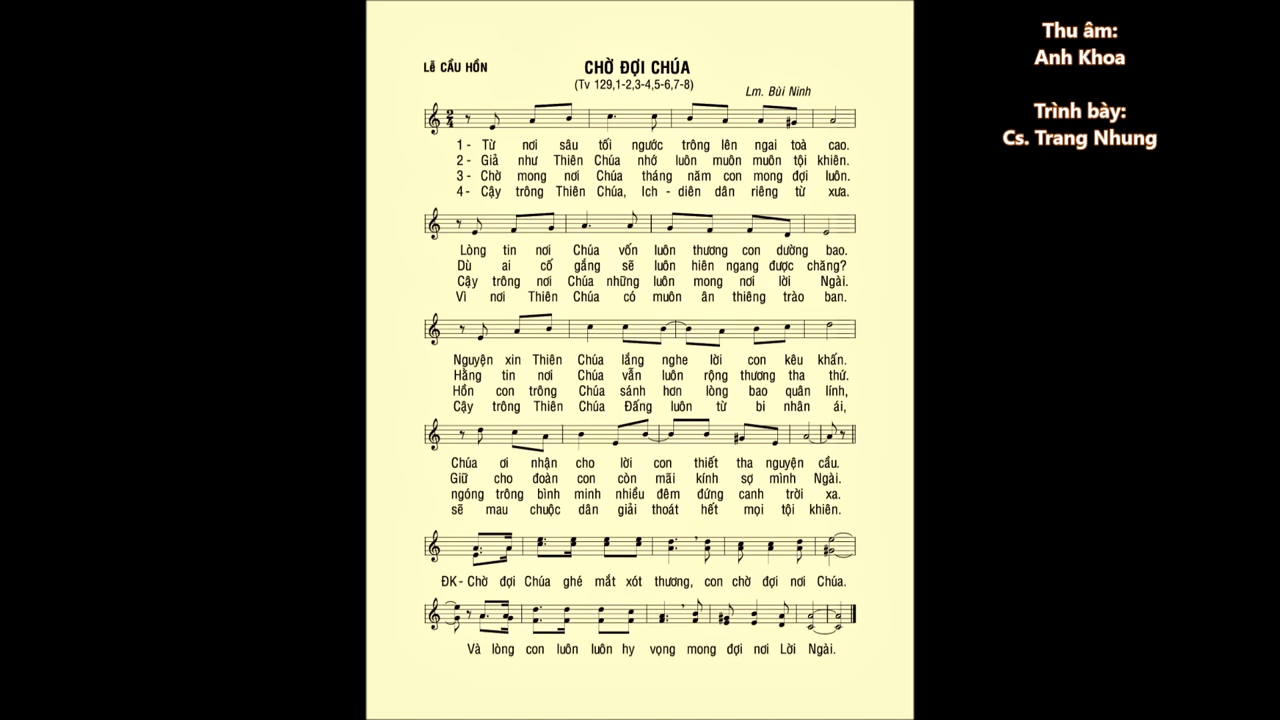 Thu âm:
Anh Khoa
Trình bày:
Cs. Trang Nhung
Lễ CẦU HỒN
CHỜ ĐỢI CHÚA
(Tv 129,1-2,3-4,5-6,7-8)
Lm. Bùi Ninh
1 - Từ nơi sâu tối ngước trông lên ngai toà cao.
2 - Giả như Thiên Chúa nhớ luôn muôn muôn tội khiên.
3 - Chờ mong nơi Chúa tháng năm con mong đợi luôn.
4 - Cậy trông Thiên Chúa, Ich - diên dân riêng từ xưa.
Lòng tin nơi Chúa vốn luôn thương con dường bao.
Dù ai cố gắng sẽ luôn hiên ngang được chăng?
Cậy trông nơi Chúa những luôn mong nơi lời Ngài.
Vì nơi Thiên Chúa có muôn ân thiêng trào ban.
Nguyện xin Thiên Chúa lắng nghe lời con kêu khấn.
Hằng tin nơi Chúa vẫn luôn rộng thương tha thứ.
Hồn con trông Chúa sánh hơn lòng bao quân lính,
Cậy trông Thiên Chúa Đấng luôn từ bi nhân ái,
Chúa ơi nhận cho lời con thiết tha nguyện cầu.
Giữ cho đoàn con còn mãi kính sợ mình Ngài.
ngóng trông bình minh nhiều đêm đứng canh trời xa.
sẽ mau chuộc dân giải thoát hết mọi tội khiên.
ĐK - Chờ đợi Chúa ghé mắt xót thương, con chờ đợi nơi Chúa.
Và lòng con luôn luôn hy vọng mong đợi nơi Lời Ngài.